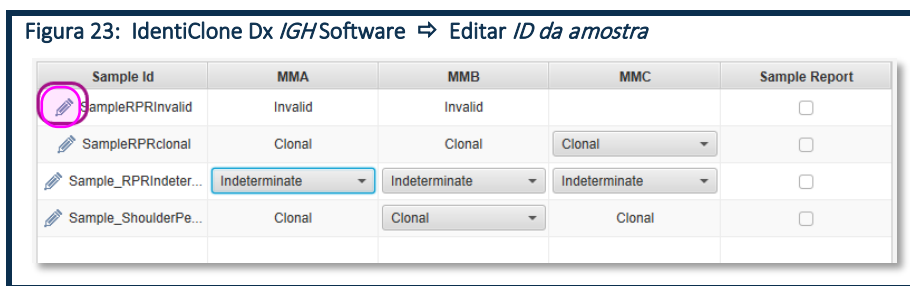 Figura 23: IdentiClone Dx IGH Software ⇨ Editar ID da amostra
Sample Id MMA MMB MMC Sample Report
SampleRPRInvalid Invalid Invalid
SampleRPRclonal Clonal Clonal Clonal
Sample_RPRIndeter... Indeterminate Indeterminate Indeterminate
Sample_ShoulderPe... Clonal Clonal Clonal